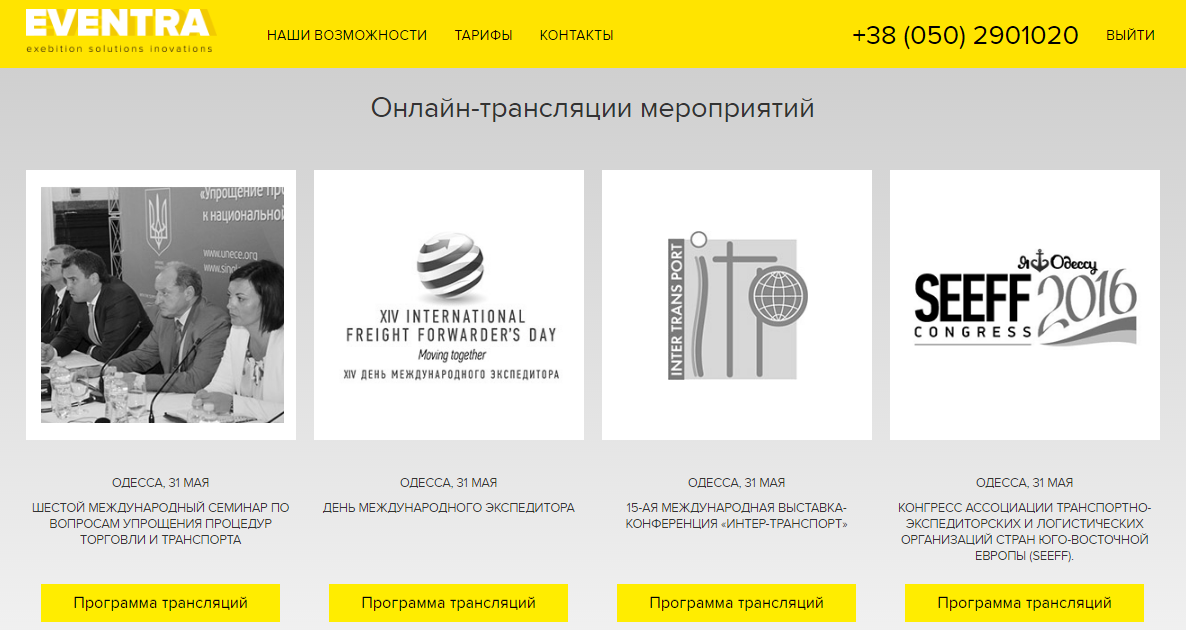 EVENTRA
exebition solutions inovations
НАШИ ВОЗМОЖНОСТИ ТАРИФЫ КОНТАКТЫ +38 (050) 2901020 ВЫЙТИ
Онлайн-трансляции мероприятий
«Упрощение
к национальной
www.unece.org
XIV INTERNATIONAL
FREIGHT FORWARDER'S DAY
Moving together
XIV ДЕНЬ МЕЖДУНАРОДНОГО ЭКСПЕДИТОРА
INTER TRANS PORT
Я Одессу
SEEFF 2016
CONGRESS
ОДЕССА, 31 МАЯ
ШЕСТОЙ МЕЖДУНАРОДНЫЙ СЕМИНАР ПО
ВОПРОСАМ УПРОЩЕНИЯ ПРОЦЕДУР
ТОРГОВЛИ И ТРАНСПОРТА
Программа трансляций
ОДЕССА, 31 МАЯ
ДЕНЬ МЕЖДУНАРОДНОГО ЭКСПЕДИТОРА
Программа трансляций
ОДЕССА, 31 МАЯ
15-АЯ МЕЖДУНАРОДНАЯ ВЫСТАВКА-
КОНФЕРЕНЦИЯ «ИНТЕР-ТРАНСПОРТ»
Программа трансляций
ОДЕССА, 31 МАЯ
КОНГРЕСС АССОЦИАЦИИ ТРАНСПОРТНО-
ЭКСПЕДИТОРСКИХ И ЛОГИСТИЧЕСКИХ
ОРГАНИЗАЦИЙ СТРАН ЮГО-ВОСТОЧНОЙ
ЕВРОПЫ (SEEFF).
Программа трансляций